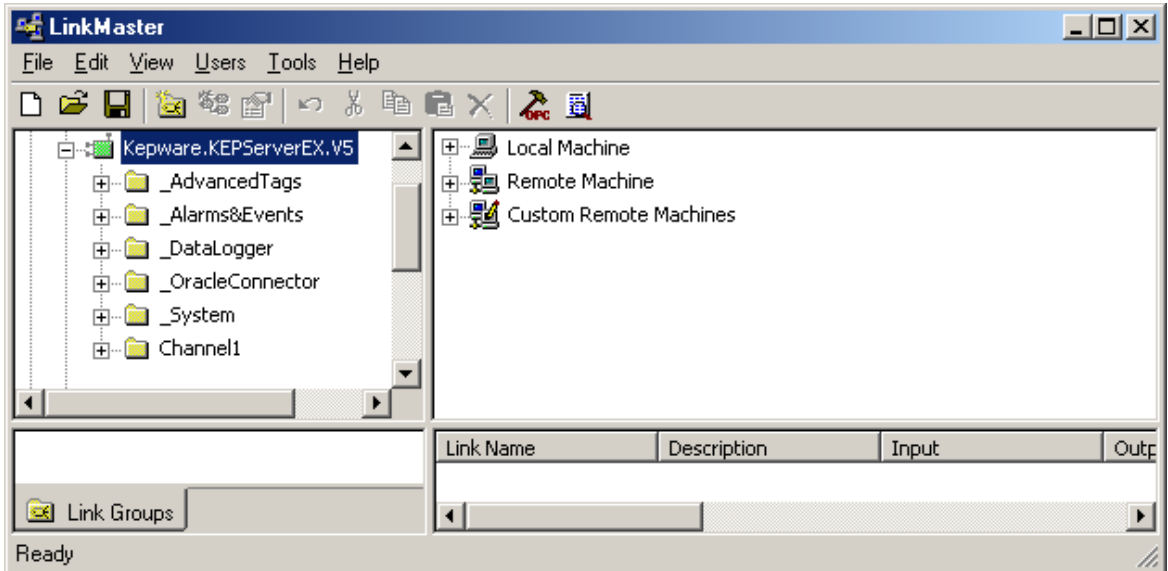 LinkMaster
File Edit View Users Tools Help
OPC
Kepware.KEPServerEX.V5
_AdvancedTags
_Alarms&Events
_DataLogger
_OracleConnector
_System
Channel1
Local Machine
Remote Machine
Custom Remote Machines
Link Groups
Link Name Description Input Outp
Ready